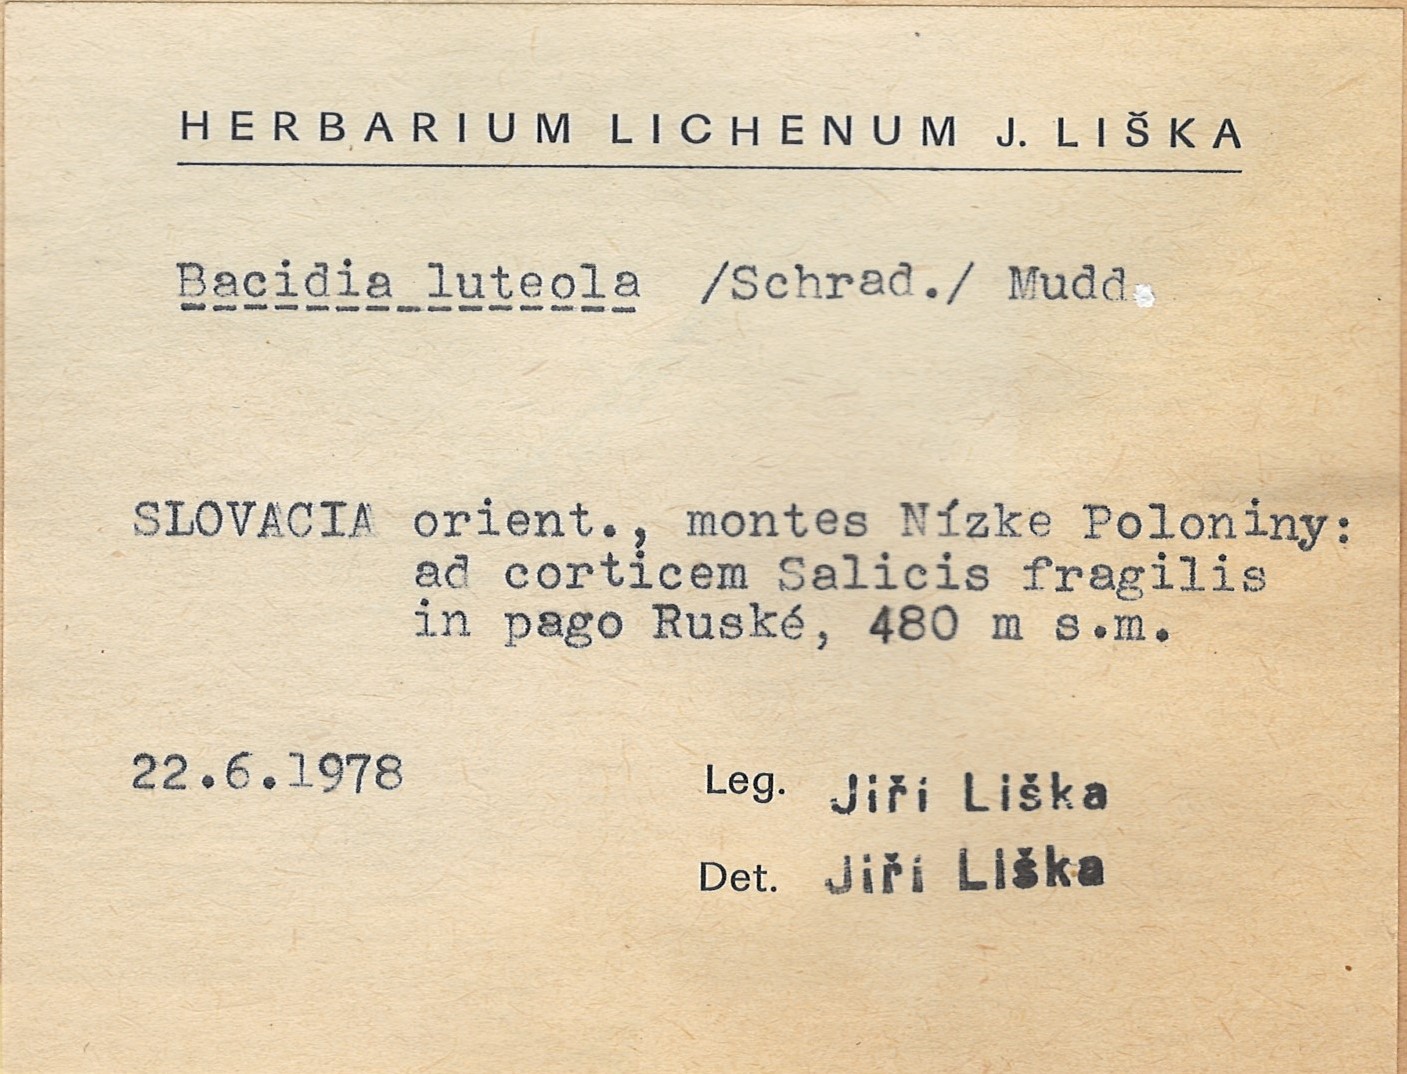 HERBARIUM LICHENUM J. LIŠKA
Bacidia luteola /Schrad./ Mudd.
SLOVACIA orient., montes Nízke Poloniny:
ad corticem Salicis fragilis
in pago Ruské, 480 m s.m.
22.6.1978
Leg. Jiří Liška
Det. Jiří Liška